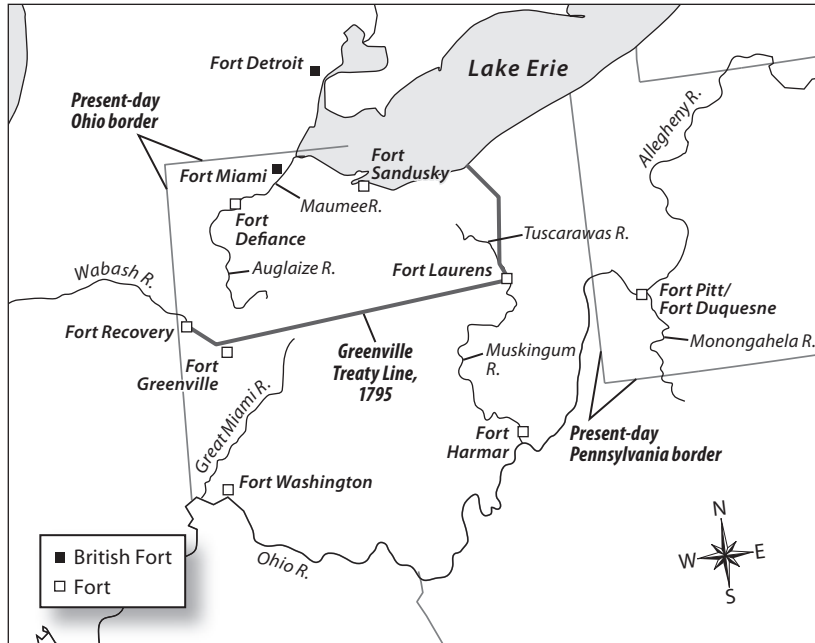 Fort Detroit
Lake Erie
Allegheny R.
Present-day
Ohio border
Fort Miami
Fort
Sandusky
MaumeeR.
Fort
Defiance
Tuscarawas R.
Auglaize R.
Wabash R.
Fort Laurens
Fort Pitt/
Fort Duquesne
Fort Recovery
Monongahela R.
Fort
Greenville
Greenville
Treaty Line,
1795
Muskingum
R.
Great Miami R.
Fort
Harmar
Present-day
Pennsylvania border
Fort Washington
Ohio R.
N
W
E
S
British Fort
Fort